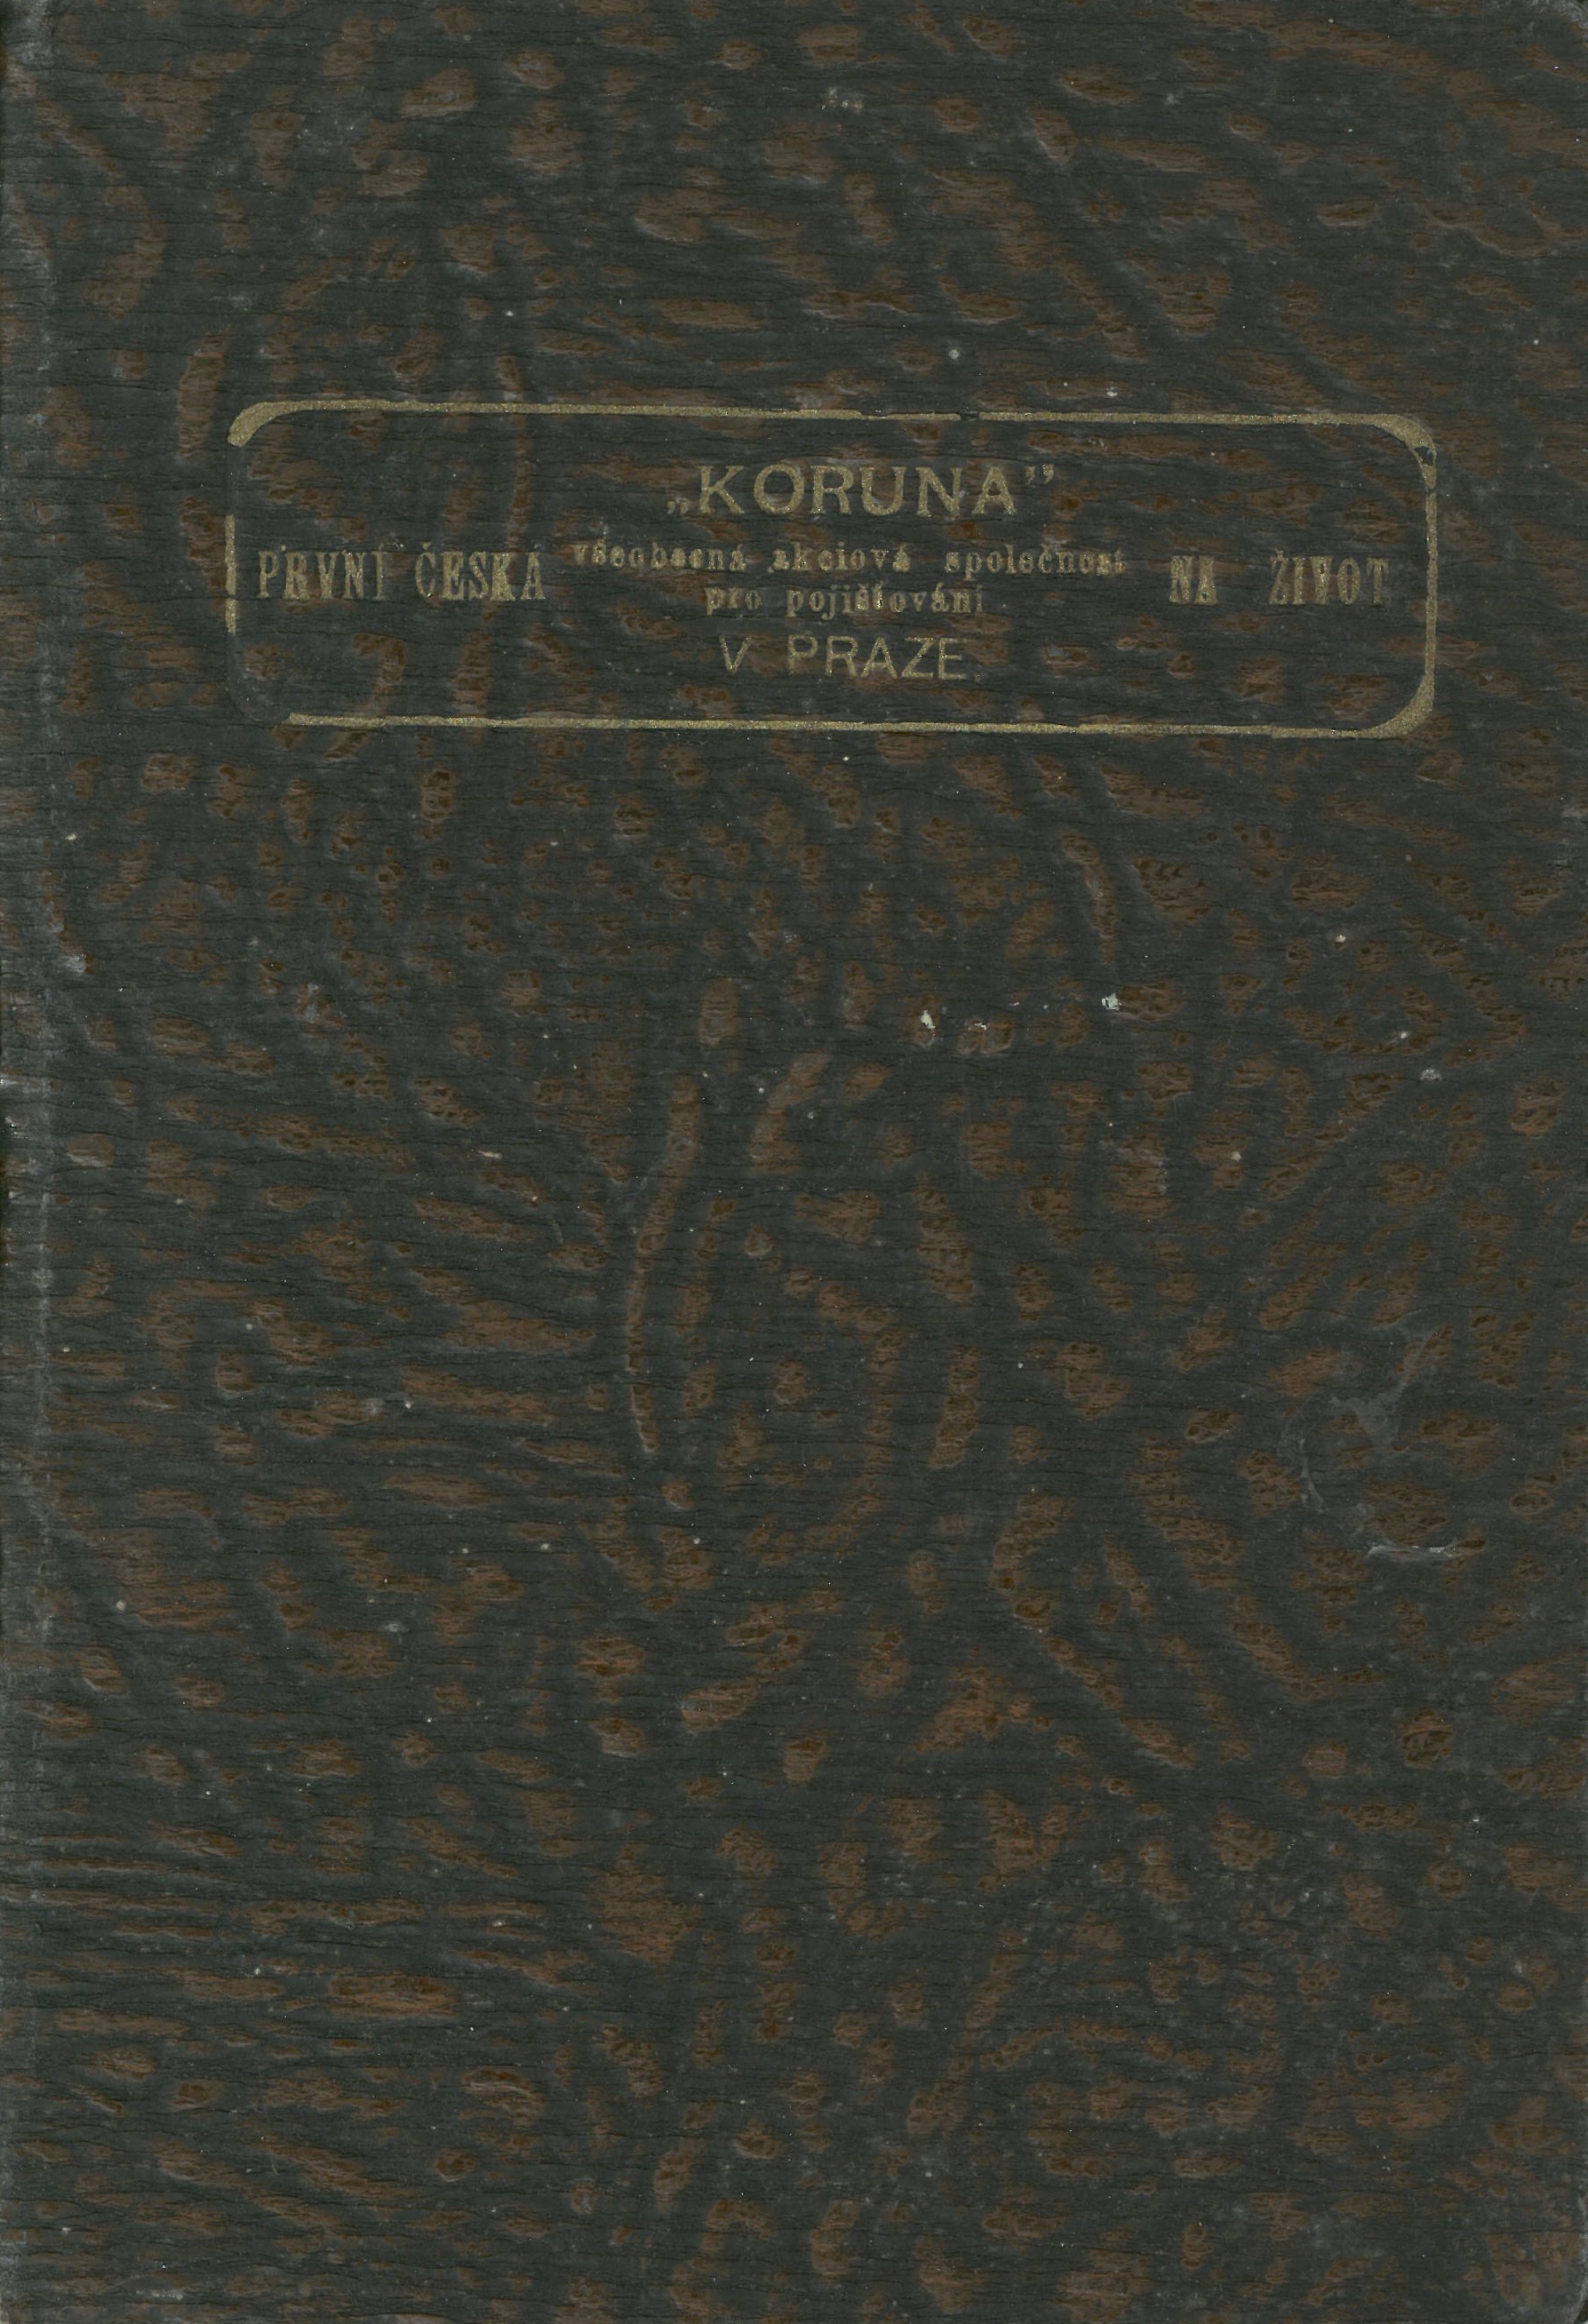 „KORUNA”
PRVNÍ ČESKÁ všeobecná akciová společnost NA ŽIVOT
pro pojišťování
V PRAZE.